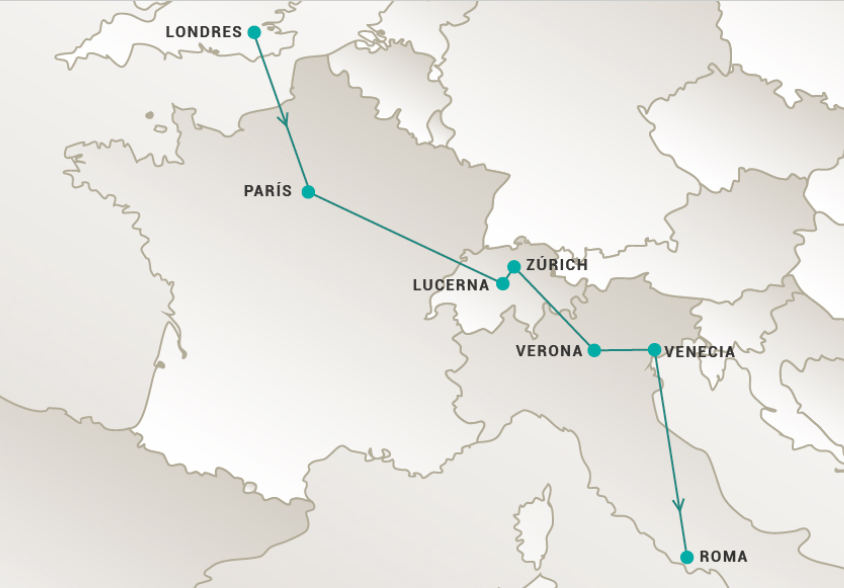 LONDRES
PARÍS
ZÚRICH
LUCERNA
VERONA
VENECIA
ROMA